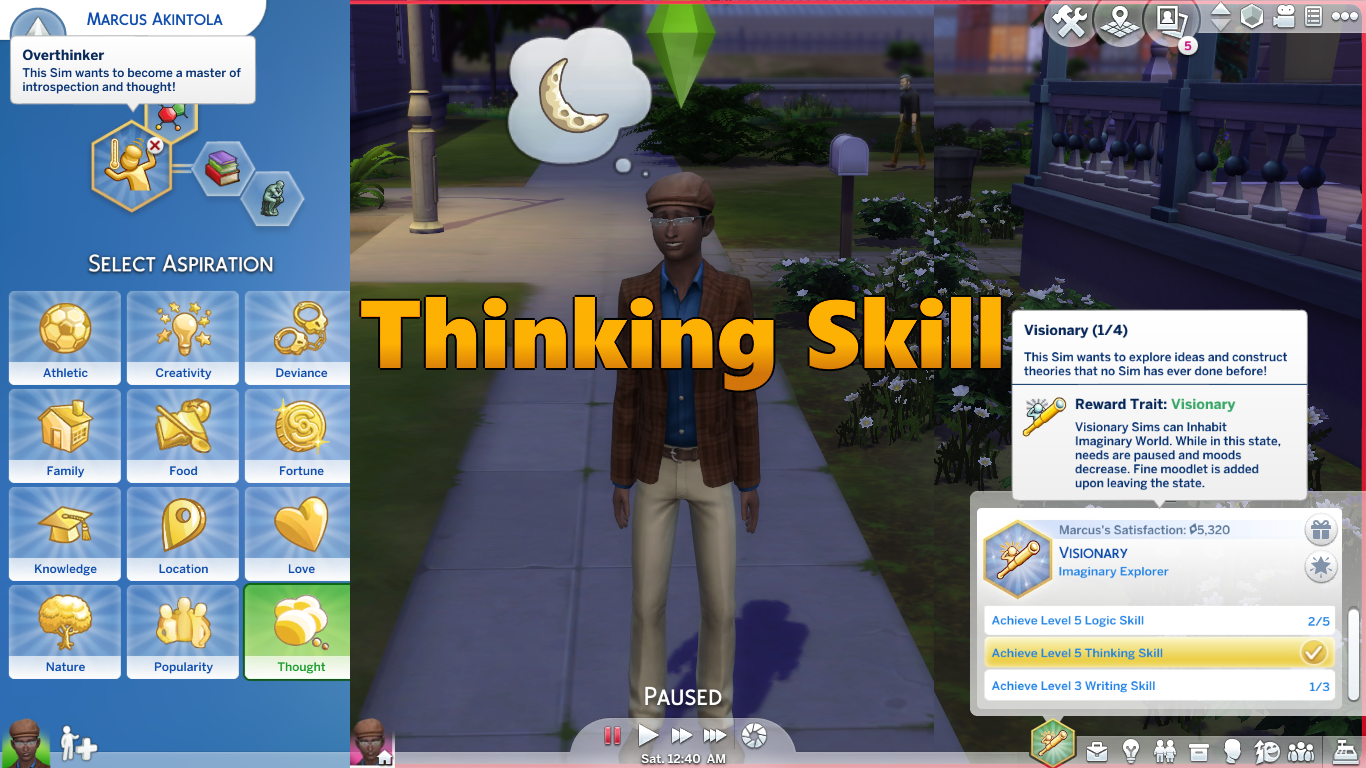 MARCUS AKINTOLA
Overthinker
This Sim wants to become a master of
introspection and thought!
SELECT ASPIRATION
Athletic
Creativity
Deviance
Family
Food
Fortune
Knowledge
Location
Love
Nature
Popularity
Thought
Thinking Skill
5
Visionary (1/4)
This Sim wants to explore ideas and construct
theories that no Sim has ever done before!
Reward Trait: Visionary
Visionary Sims can Inhabit
Imaginary World. While in this state,
needs are paused and moods
decrease. Fine moodlet is added
upon leaving the state.
Marcus's Satisfaction: 5,320
VISIONARY
Imaginary Explorer
Achieve Level 5 Logic Skill 2/5
Achieve Level 5 Thinking Skill
Achieve Level 3 Writing Skill 1/3
PAUSED
Sat. 12:40 AM